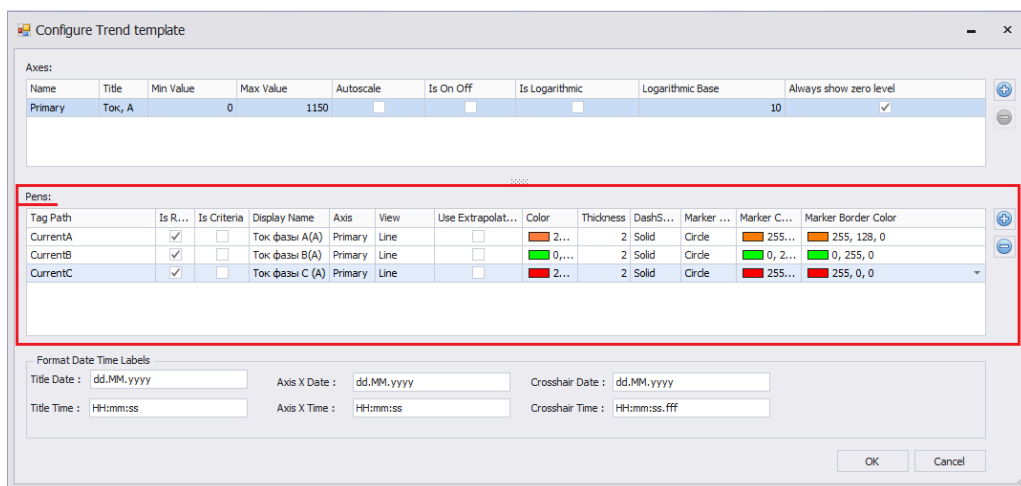 Configure Trend template
Axes:
Name Title Min Value Max Value Autoscale Is On Off Is Logarithmic Logarithmic Base Always show zero level
Primary Ток, А 0 1150 10
Pens:
Tag Path Is R... Is Criteria Display Name Axis View Use Extrapolat... Color Thickness DashS... Marker ... Marker C... Marker Border Color
CurrentA Ток фазы А(А) Primary Line 2... 2 Solid Circle 255... 255, 128, 0
CurrentB Ток фазы В(А) Primary Line 0,... 2 Solid Circle 0, 2... 0, 255, 0
CurrentC Ток фазы С (А) Primary Line 2... 2 Solid Circle 255... 255, 0, 0
Format Date Time Labels
Title Date : dd.MM.yyyy Axis X Date : dd.MM.yyyy Crosshair Date : dd.MM.yyyy
Title Time : HH:mm:ss Axis X Time : HH:mm:ss Crosshair Time : HH:mm:ss.fff
OK Cancel